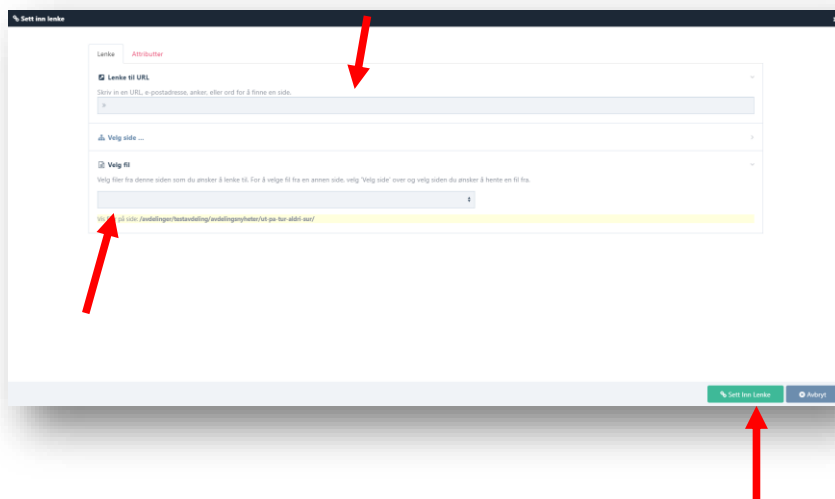 Sett inn lenke
Lenke Attributter
Lenke til URL
Skriv in en URL, e-postadresse, anker, eller ord for å finne en side.
Velg side ...
Velg fil
Velg filer fra denne siden som du ønsker å lenke til. For å velge fil fra en annen side, velg 'Velg side' over og velg siden du ønsker å hente en fil fra.
på side: /avdelinger/testavdeling/avdelingsnyheter/ut-pa-tur-aldri-sur/
Sett Inn Lenke Avbryt